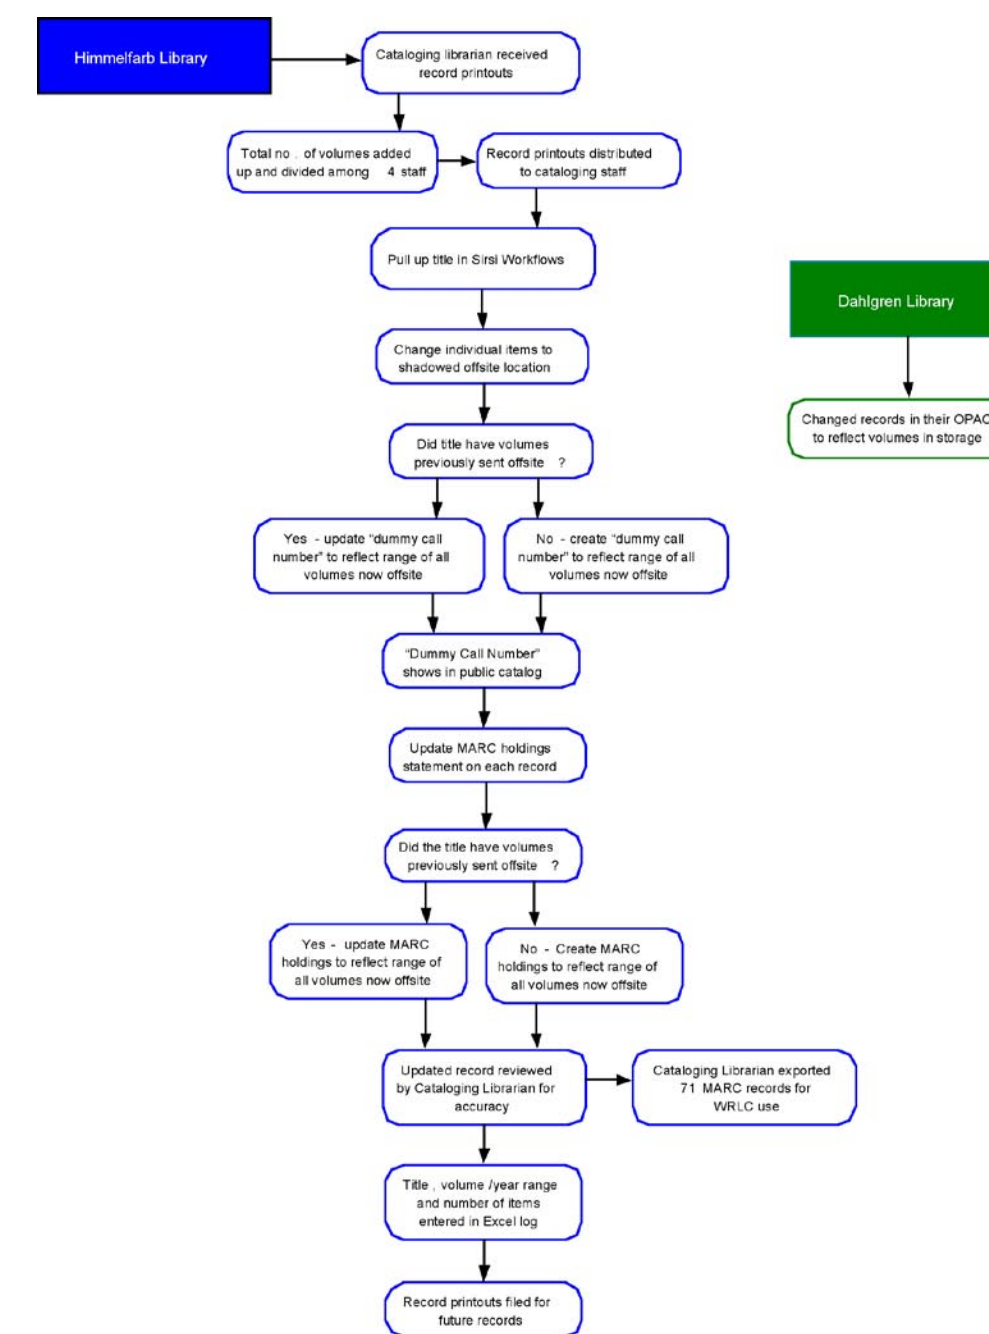 Himmelfarb Library
Cataloging librarian received
record printouts
Total no . of volumes added
up and divided among 4 staff
Record printouts distributed
to cataloging staff
Pull up title in Sirsi Workflows
Dahlgren Library
Change individual items to
shadowed offsite location
Changed records in their OPAC
to reflect volumes in storage
Did title have volumes
previously sent offsite ?
Yes - update “dummy call
number” to reflect range of all
volumes now offsite
No - create “dummy call
number” to reflect range of all
volumes now offsite
“Dummy Call Number”
shows in public catalog
Update MARC holdings
statement on each record
Did the title have volumes
previously sent offsite ?
Yes - update MARC
holdings to reflect range of
all volumes now offsite
No - Create MARC
holdings to reflect range of
all volumes now offsite
Updated record reviewed
by Cataloging Librarian for
accuracy
Cataloging Librarian exported
71 MARC records for
WRLC use
Title , volume /year range
and number of items
entered in Excel log
Record printouts filed for
future records